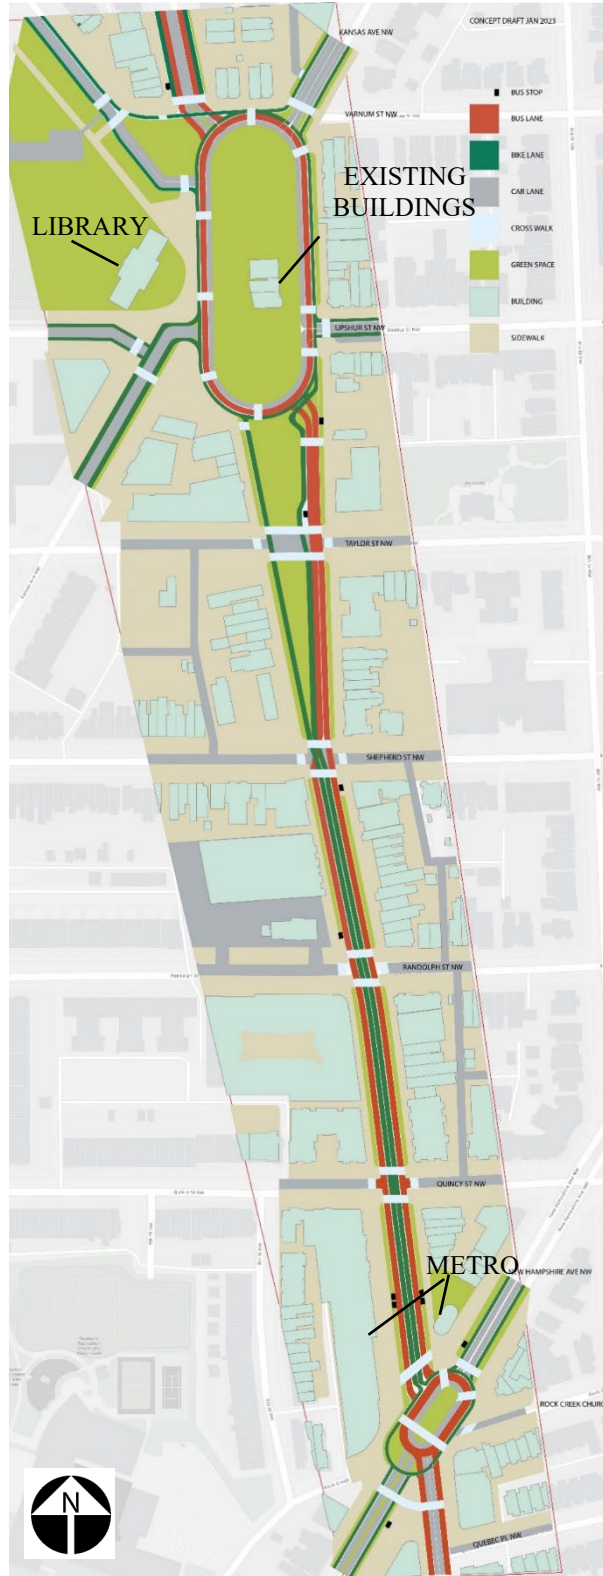 KANSAS AVE NW
CONCEPT DRAFT JAN 2023
BUS STOP
BUS LANE
VARNUM ST NW
BIKE LANE
CAR LANE
EXISTING
BUILDINGS
LIBRARY
CROSS WALK
GREEN SPACE
BUILDING
UPSHUR ST NW
SIDEWALK
TAYLOR ST NW
SHEPHERD ST NW
RANDOLPH ST NW
QUINCY ST NW
METRO
NEW HAMPSHIRE AVE NW
ROCK CREEK CHURC
N
QUEBEC PL NW